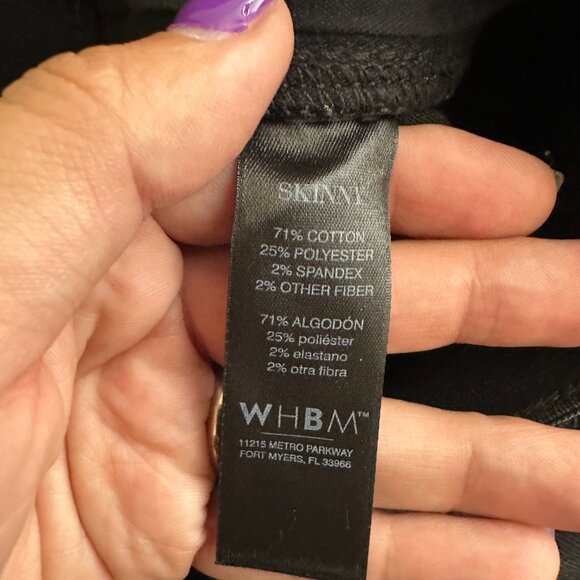 SKINNY
71% COTTON
25% POLYESTER
2% SPANDEX
2% OTHER FIBER
71% ALGODÓN
25% poliéster
2% elastano
2% otra fibra
WHBM™
11215 METRO PARKWAY
FORT MYERS, FL 33966